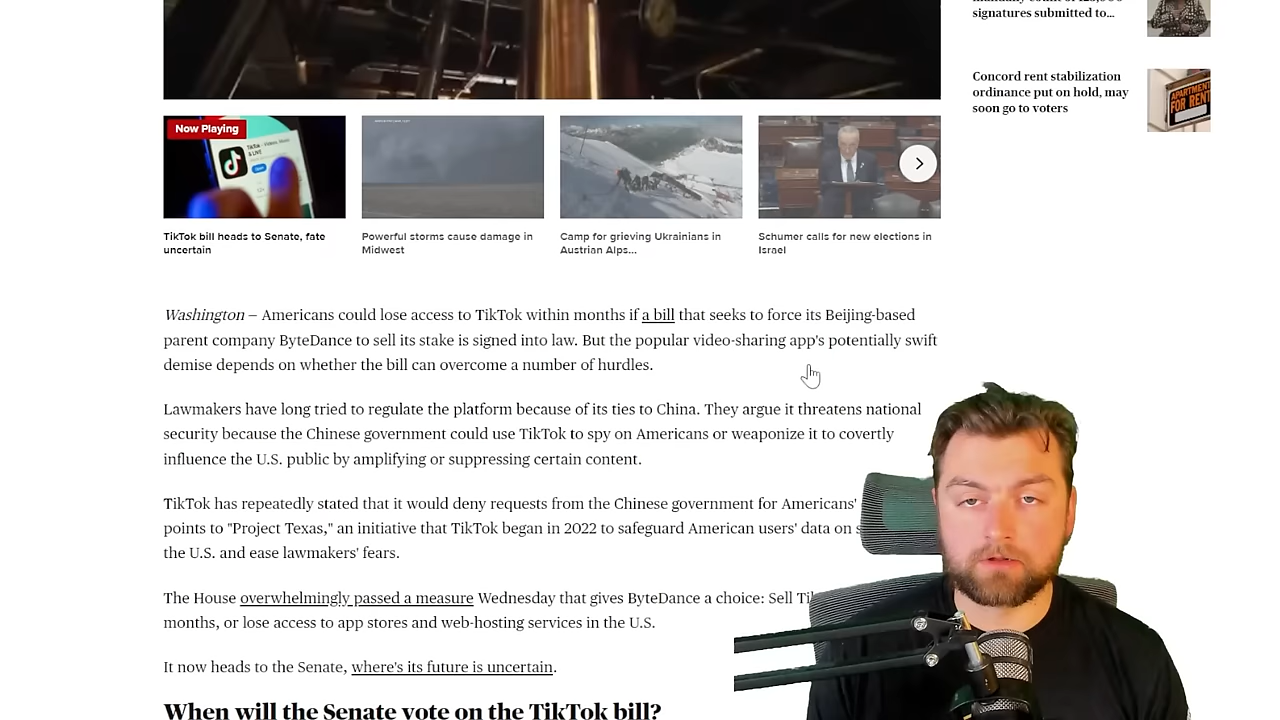 signatures submitted to...
Concord rent stabilization
ordinance put on hold, may
soon go to voters
APARTMENT
FOR RENT
Now Playing
TikTok bill heads to Senate, fate
uncertain
Powerful storms cause damage in
Midwest
Camp for grieving Ukrainians in
Austrian Alps...
Schumer calls for new elections in
Israel
Washington — Americans could lose access to TikTok within months if a bill that seeks to force its Beijing-based
parent company ByteDance to sell its stake is signed into law. But the popular video-sharing app's potentially swift
demise depends on whether the bill can overcome a number of hurdles.
Lawmakers have long tried to regulate the platform because of its ties to China. They argue it threatens national
security because the Chinese government could use TikTok to spy on Americans or weaponize it to covertly
influence the U.S. public by amplifying or suppressing certain content.
TikTok has repeatedly stated that it would deny requests from the Chinese government for Americans'
points to "Project Texas," an initiative that TikTok began in 2022 to safeguard American users' data on
the U.S. and ease lawmakers' fears.
The House overwhelmingly passed a measure Wednesday that gives ByteDance a choice: Sell
months, or lose access to app stores and web-hosting services in the U.S.
It now heads to the Senate, where's its future is uncertain.
When will the Senate vote on the TikTok bill?